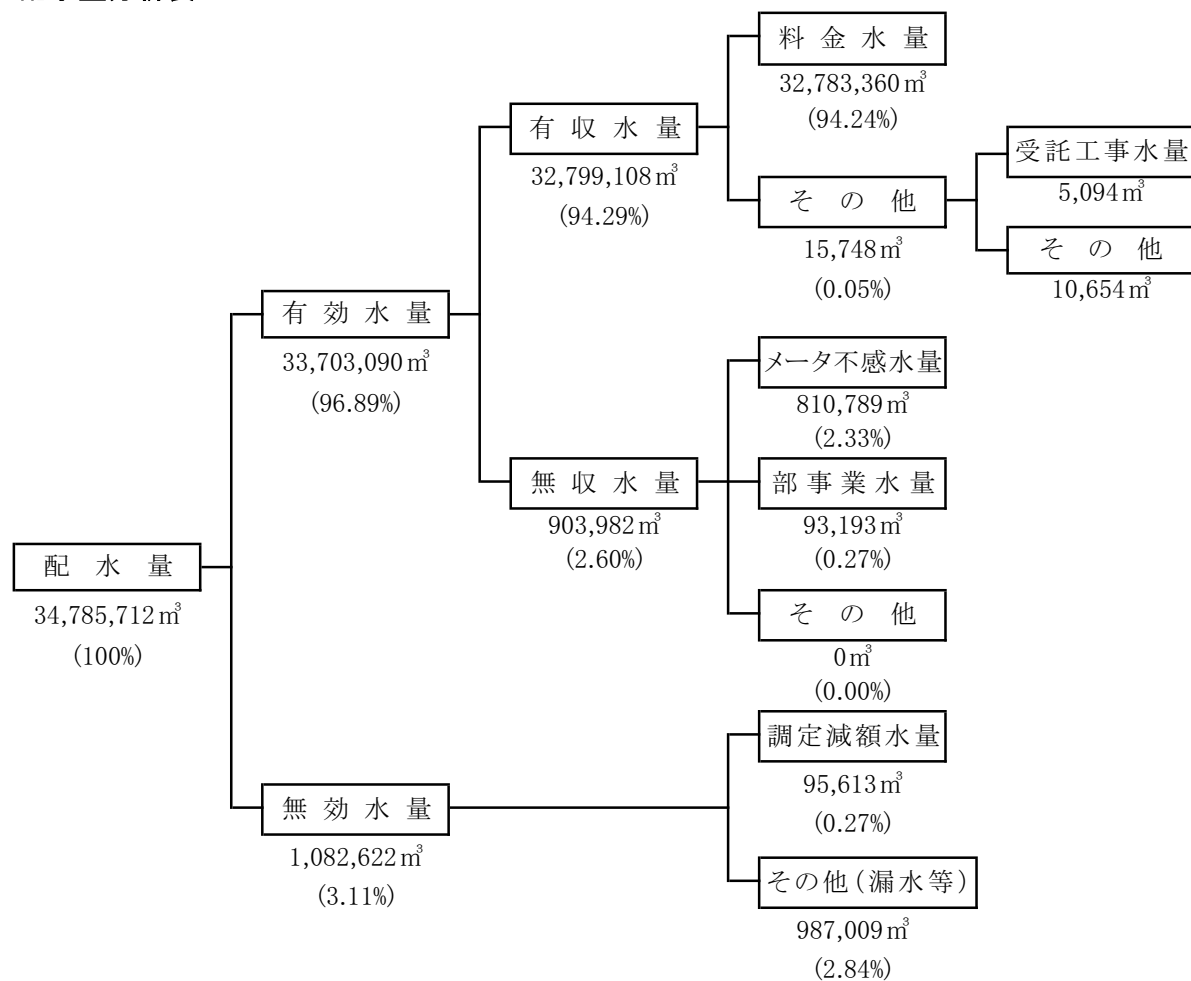 料金水量
32,783,360㎥
(94.24%)
有収水量
32,799,108㎥
(94.29%)
受託工事水量
5,094㎥
その他
15,748㎥
(0.05%)
その他
10,654㎥
有効水量
33,703,090㎥
(96.89%)
メータ不感水量
810,789㎥
(2.33%)
無収水量
903,982㎥
(2.60%)
部事業水量
93,193㎥
(0.27%)
配水量
34,785,712㎥
(100%)
その他
0㎥
(0.00%)
調定減額水量
95,613㎥
(0.27%)
無効水量
1,082,622㎥
(3.11%)
その他(漏水等)
987,009㎥
(2.84%)